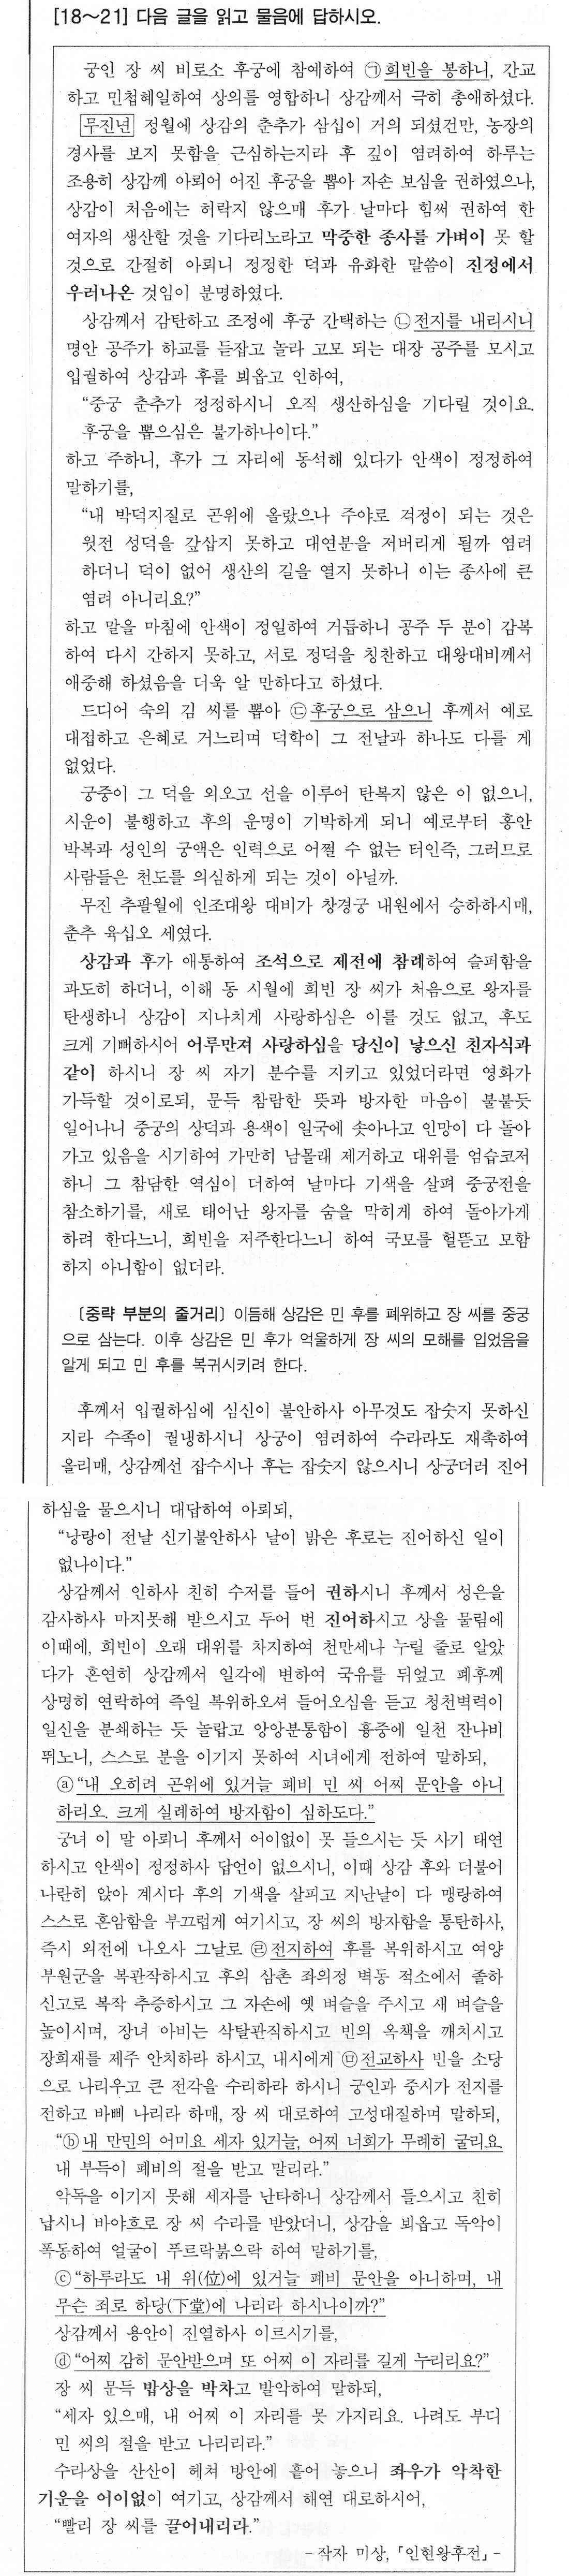 [18~21] 다음 글을 읽고 물음에 답하시오.
궁인 장 씨 비로소 후궁에 참예하여 ㉠희빈을 봉하니, 간교
하고 민첩혜일하여 상의를 영합하니 상감께서 극히 총애하셨다.
무진년 정월에 상감의 춘추가 삼십이 거의 되셨건만, 농장의
경사를 보지 못함을 근심하는지라 후 깊이 염려하여 하루는
조용히 상감께 아뢰어 어진 후궁을 뽑아 자손 보심을 권하였으나,
상감이 처음에는 허락지 않으매 후가 날마다 힘써 권하여 한
여자의 생산할 것을 기다리노라고 막중한 종사를 가벼이 못 할
것으로 간절히 아뢰니 정정한 덕과 유화한 말씀이 진정에서
우러나온 것임이 분명하였다.
상감께서 감탄하고 조정에 후궁 간택하는 ㉡전지를 내리시니
명안 공주가 하교를 듣잡고 놀라 고모 되는 대장 공주를 모시고
입궐하여 상감과 후를 뵈옵고 인하여,
“중궁 춘추가 정정하시니 오직 생산하심을 기다릴 것이요.
후궁을 뽑으심은 불가하나이다.”
하고 주하니, 후가 그 자리에 동석해 있다가 안색이 정정하여
말하기를,
“내 박덕지질로 곤위에 올랐으나 주야로 걱정이 되는 것은
윗전 성덕을 갚삽지 못하고 대연분을 저버리게 될까 염려
하더니 덕이 없어 생산의 길을 열지 못하니 이는 종사에 큰
염려 아니리요?”
하고 말을 마침에 안색이 정일하여 거듭하니 공주 두 분이 감복
하여 다시 간하지 못하고, 서로 정덕을 칭찬하고 대왕대비께서
애중해 하셨음을 더욱 알 만하다고 하셨다.
드디어 숙의 김 씨를 뽑아 ㉢후궁으로 삼으니 후께서 예로
대접하고 은혜로 거느리며 덕학이 그 전날과 하나도 다를 게
없었다.
궁중이 그 덕을 외오고 선을 이루어 탄복지 않은 이 없으니,
시운이 불행하고 후의 운명이 기박하게 되니 예로부터 홍안
박복과 성인의 궁액은 인력으로 어쩔 수 없는 터인즉, 그러므로
사람들은 천도를 의심하게 되는 것이 아닐까.
무진 추팔월에 인조대왕 대비가 창경궁 내원에서 승하하시매,
춘추 육십오 세였다.
상감과 후가 애통하여 조석으로 제전에 참례하여 슬퍼함을
과도히 하더니, 이해 동 시월에 희빈 장 씨가 처음으로 왕자를
탄생하니 상감이 지나치게 사랑하심은 이를 것도 없고, 후도
크게 기뻐하시어 어루만져 사랑하심을 당신이 낳으신 친자식과
같이 하시니 장 씨 자기 분수를 지키고 있었더라면 영화가
가득할 것이로되, 문득 참람한 뜻과 방자한 마음이 불붙듯
일어나니 중궁의 상덕과 용색이 일국에 솟아나고 인망이 다 돌아
가고 있음을 시기하여 가만히 남몰래 제거하고 대위를 엄습코저
하니 그 참담한 역심이 더하여 날마다 기색을 살펴 중궁전을
참소하기를, 새로 태어난 왕자를 숨을 막히게 하여 돌아가게
하려 한다느니, 희빈을 저주한다느니 하여 국모를 헐뜯고 모함
하지 아니함이 없더라.
[중략 부분의 줄거리] 이듬해 상감은 민 후를 폐위하고 장 씨를 중궁
으로 삼는다. 이후 상감은 민 후가 억울하게 장 씨의 모해를 입었음을
알게 되고 민 후를 복귀시키려 한다.
후께서 입궐하심에 심신이 불안하사 아무것도 잡숫지 못하신
지라 수족이 궐냉하시니 상궁이 염려하여 수라라도 재촉하여
올리매, 상감께선 잡수시나 후는 잡숫지 않으시니 상궁더러 진어
하심을 물으시니 대답하여 아뢰되,
“낭랑이 전날 신기불안하사 날이 밝은 후로는 진어하신 일이
없나이다.”
상감께서 인하사 친히 수저를 들어 권하시니 후께서 성은을
감사하사 마지못해 받으시고 두어 번 진어하시고 상을 물림에
이때에, 희빈이 오래 대위를 차지하여 천만세나 누릴 줄로 알았
다가 혼연히 상감께서 일각에 변하여 국유를 뒤엎고 폐후께
상명히 연락하여 즉일 복위하오셔 들어오심을 듣고 청천벽력이
일신을 분쇄하는 듯 놀랍고 앙앙분통함이 흉중에 일천 잔나비
뛰노니, 스스로 분을 이기지 못하여 시녀에게 전하여 말하되,
ⓐ“내 오히려 곤위에 있거늘 폐비 민 씨 어찌 문안을 아니
하리오. 크게 실례하여 방자함이 심하도다.”
궁녀 이 말 아뢰니 후께서 어이없이 못 들으시는 듯 사기 태연
하시고 안색이 정정하사 답언이 없으시니, 이때 상감 후와 더불어
나란히 앉아 계시다 후의 기색을 살피고 지난날이 다 맹랑하여
스스로 혼암함을 부끄럽게 여기시고, 장 씨의 방자함을 통탄하사,
즉시 외전에 나오사 그날로 ㉣전지하여 후를 복위하시고 여양
부원군을 복관작하시고 후의 삼촌 좌의정 벽동 적소에서 졸하
신고로 복작 추증하시고 그 자손에 옛 벼슬을 주시고 새 벼슬을
높이시며, 장녀 아비는 삭탈관직하시고 빈의 옥책을 깨치시고
장희재를 제주 안치하라 하시고, 내시에게 ㉤전교하사 빈을 소당
으로 나리우고 큰 전각을 수리하라 하시니 궁인과 중시가 전지를
전하고 바삐 나리라 하매, 장 씨 대로하여 고성대질하며 말하되,
“ⓑ내 만민의 어미요 세자 있거늘, 어찌 너희가 무례히 굴리요.
내 부득이 폐비의 절을 받고 말리라.”
악독을 이기지 못해 세자를 난타하니 상감께서 들으시고 친히
납시니 바야흐로 장 씨 수라를 받았더니, 상감을 뵈옵고 독악이
폭동하여 얼굴이 푸르락붉으락 하여 말하기를,
ⓒ“하루라도 내 위(位)에 있거늘 폐비 문안을 아니하며, 내
무슨 죄로 하당(下堂)에 나리라 하시나이까?”
상감께서 용안이 진열하사 이르시기를,
ⓓ“어찌 감히 문안받으며 또 어찌 이 자리를 길게 누리리요?”
장 씨 문득 밥상을 박차고 발악하여 말하되,
“세자 있으매, 내 어찌 이 자리를 못 가지리요. 나려도 부디
민 씨의 절을 받고 나리리라.”
수라상을 산산이 헤쳐 방안에 흩어 놓으니 좌우가 악착한
기운을 어이없이 여기고, 상감께서 해연 대로하시어,
“빨리 장 씨를 끌어내리라.”
- 작자 미상, 「인현왕후전」 -